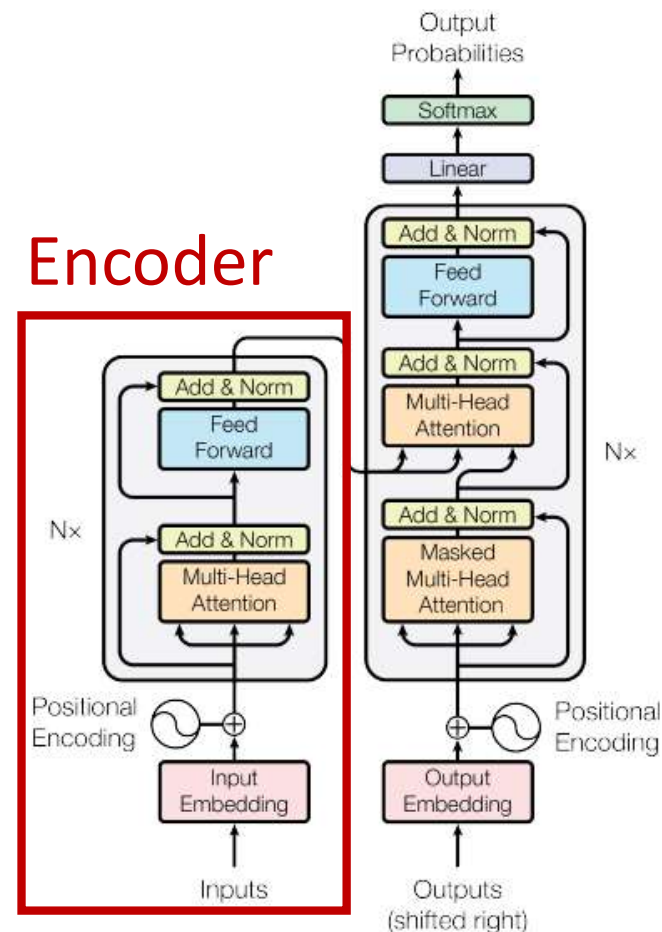 Output
Probabilities
Softmax
Linear
Add & Norm
Feed
Forward
Add & Norm
Multi-Head
Attention
Add & Norm
Masked
Multi-Head
Attention
Nx
Positional
Encoding
Output
Embedding
Outputs
(shifted right)
Encoder
Add & Norm
Feed
Forward
Add & Norm
Multi-Head
Attention
Nx
Positional
Encoding
Input
Embedding
Inputs